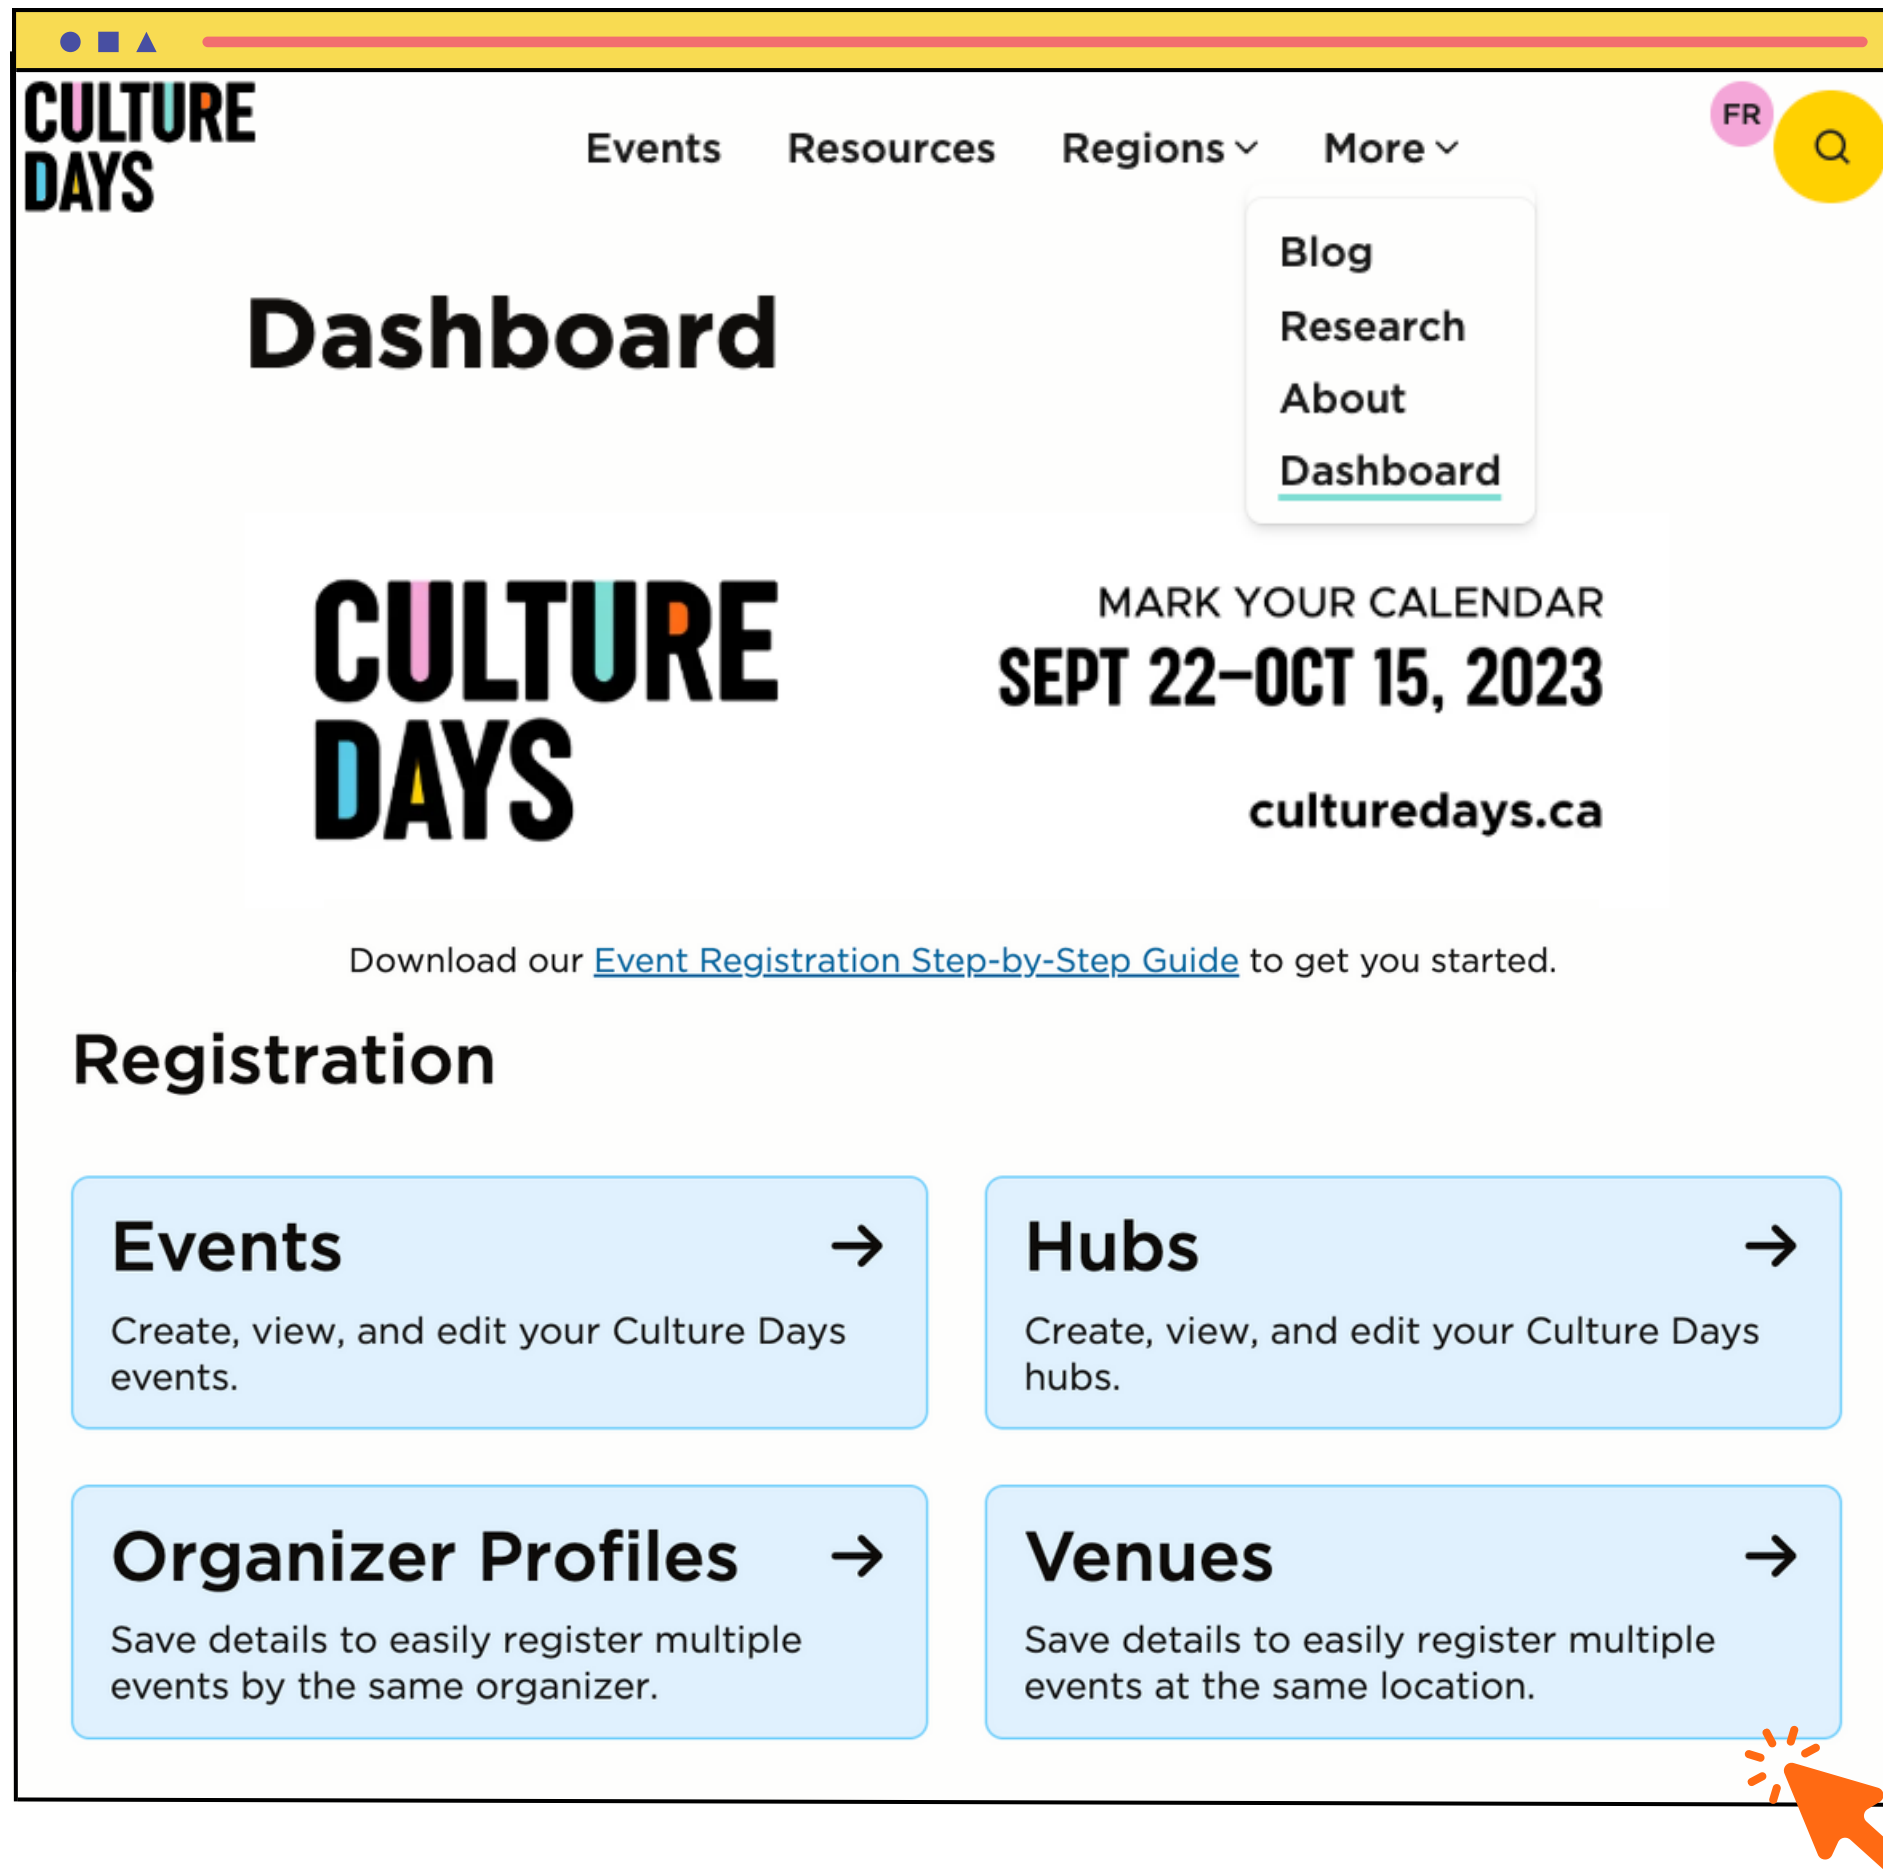 CULTURE
DAYS
Events Resources Regions More
FR
Blog
Research
About
Dashboard
Dashboard
CULTURE
DAYS
MARK YOUR CALENDAR
SEPT 22–OCT 15, 2023
culturedays.ca
Download our Event Registration Step-by-Step Guide to get you started.
Registration
Events
Create, view, and edit your Culture Days
events.
Hubs
Create, view, and edit your Culture Days
hubs.
Organizer Profiles
Save details to easily register multiple
events by the same organizer.
Venues
Save details to easily register multiple
events at the same location.